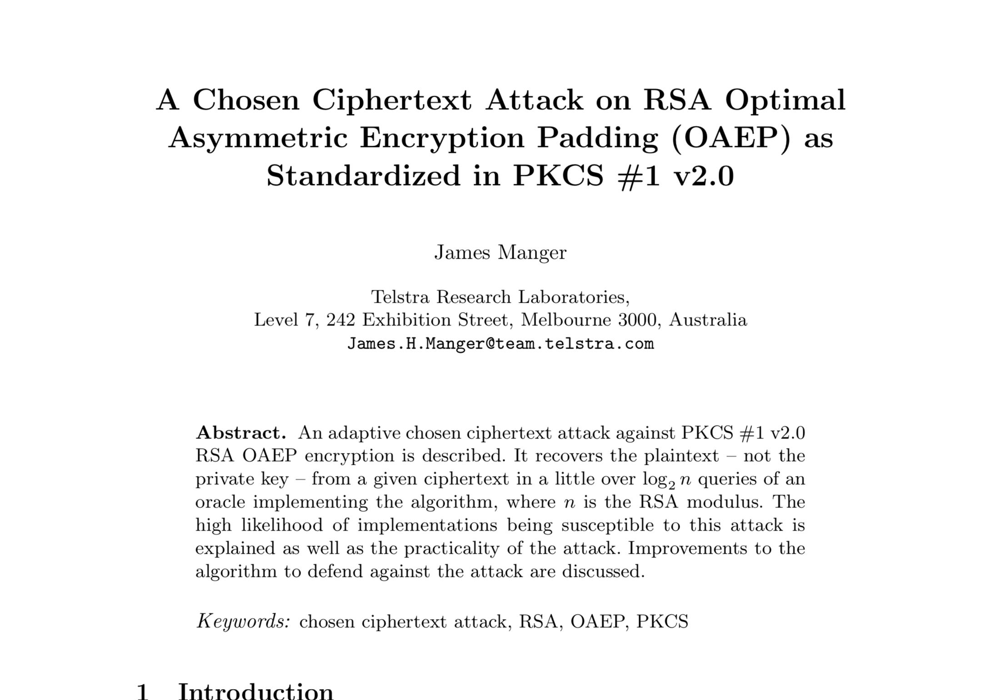 A Chosen Ciphertext Attack on RSA Optimal
Asymmetric Encryption Padding (OAEP) as
Standardized in PKCS #1 v2.0
James Manger
Telstra Research Laboratories,
Level 7, 242 Exhibition Street, Melbourne 3000, Australia
James.H.Manger@team.telstra.com
Abstract. An adaptive chosen ciphertext attack against PKCS #1 v2.0
RSA OAEP encryption is described. It recovers the plaintext – not the
private key – from a given ciphertext in a little over log₂ n queries of an
oracle implementing the algorithm, where n is the RSA modulus. The
high likelihood of implementations being susceptible to this attack is
explained as well as the practicality of the attack. Improvements to the
algorithm to defend against the attack are discussed.
Keywords: chosen ciphertext attack, RSA, OAEP, PKCS
1 Introduction